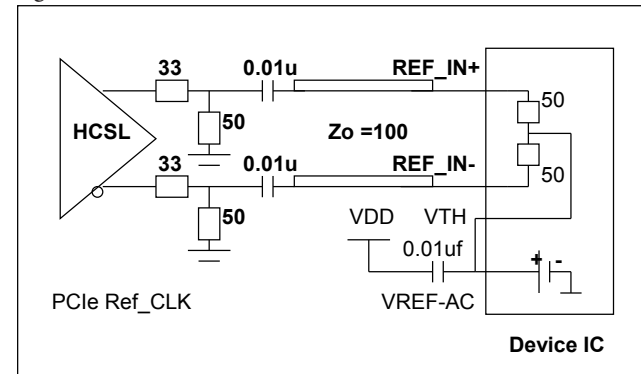 33
0.01u
REF_IN+
50
HCSL
50
Zo =100
33
0.01u
REF_IN-
50
50
VDD
VTH
0.01uf
+ -
PCIe Ref_CLK
VREF-AC
Device IC